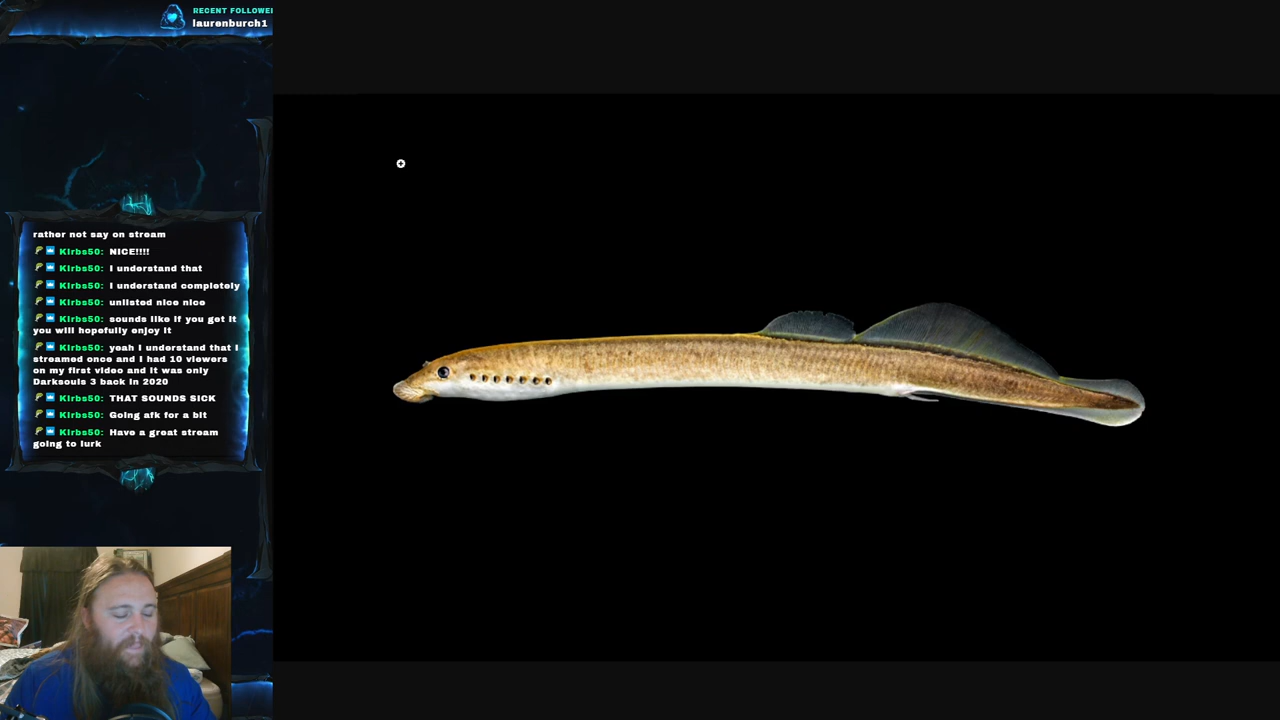 RECENT FOLLOWE
laurenburch1
rather not say on stream
Kirbs50: NICE!!!!
Kirbs50: I understand that
Kirbs50: I understand completely
Kirbs50: unlisted nice nice
Kirbs50: sounds like if you get it
you will hopefully enjoy it
Kirbs50: yeah I understand that I
streamed once and I had 10 viewers
on my first video and it was only
Darksouls 3 back in 2020
Kirbs50: THAT SOUNDS SICK
Kirbs50: Going afk for a bit
Kirbs50: Have a great stream
going to lurk